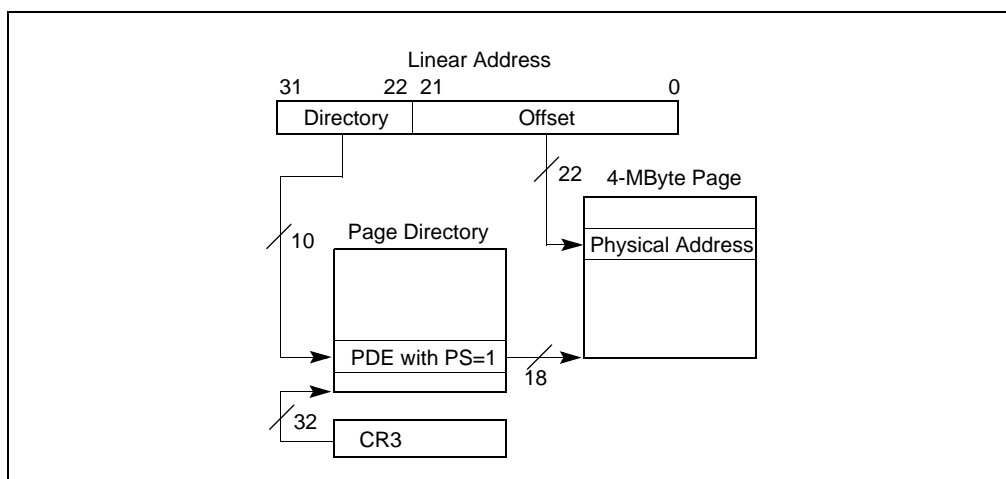 Linear Address
31 22 21 0
Directory Offset
22 4-MByte Page
10 Page Directory
Physical Address
PDE with PS=1
18
32
CR3